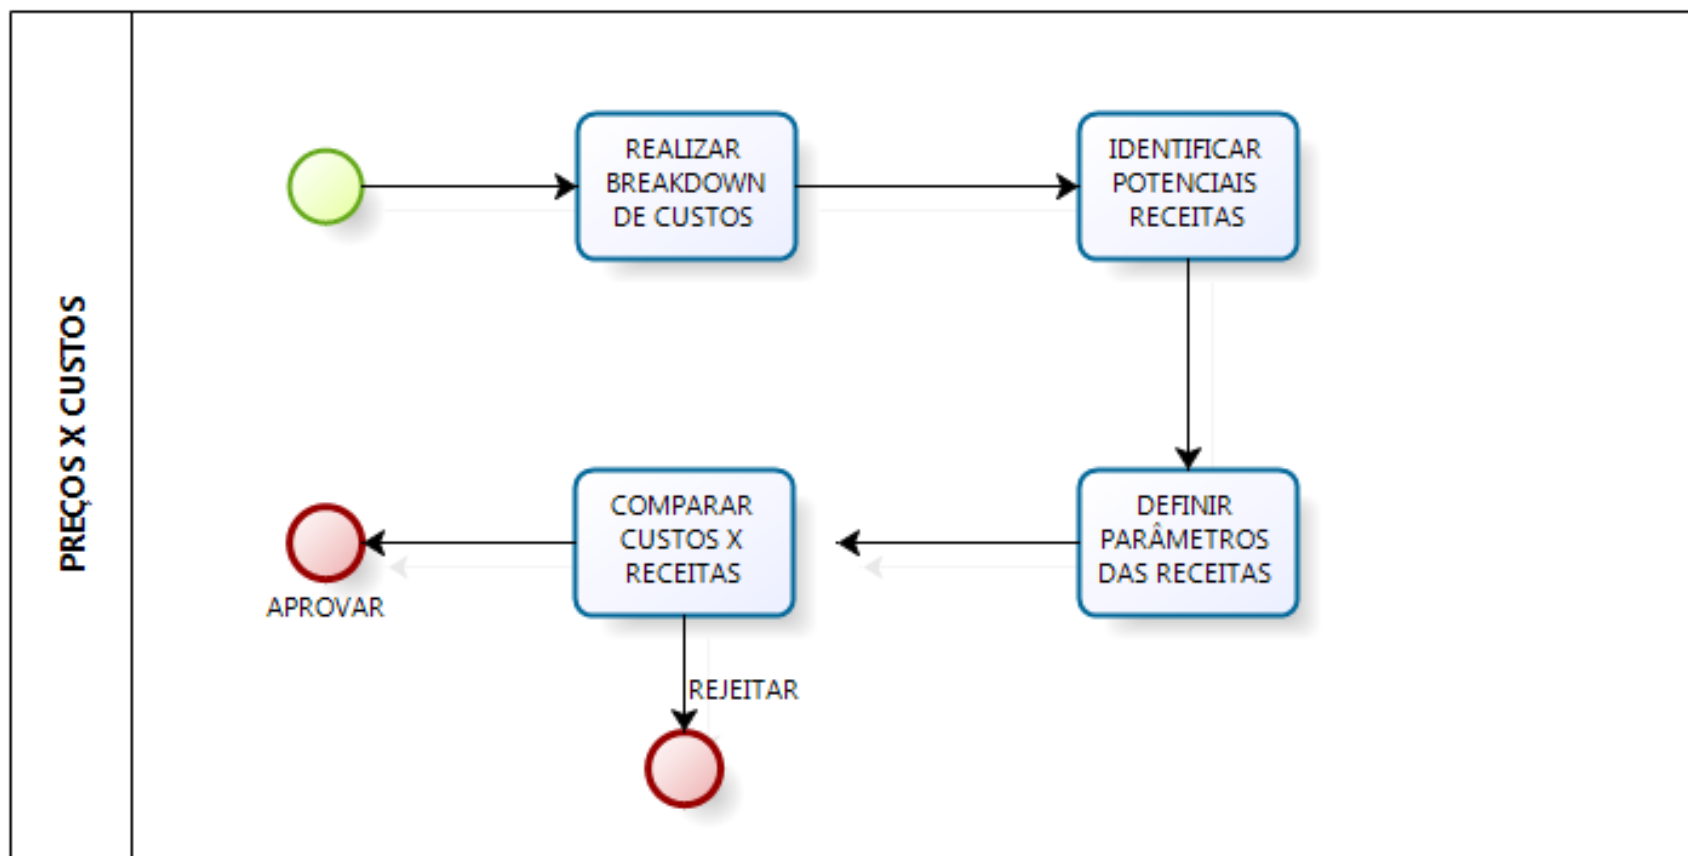 PREÇOS X CUSTOS
REALIZAR
BREAKDOWN
DE CUSTOS
IDENTIFICAR
POTENCIAIS
RECEITAS
COMPARAR
CUSTOS X
RECEITAS
DEFINIR
PARÂMETROS
DAS RECEITAS
APROVAR
REJEITAR